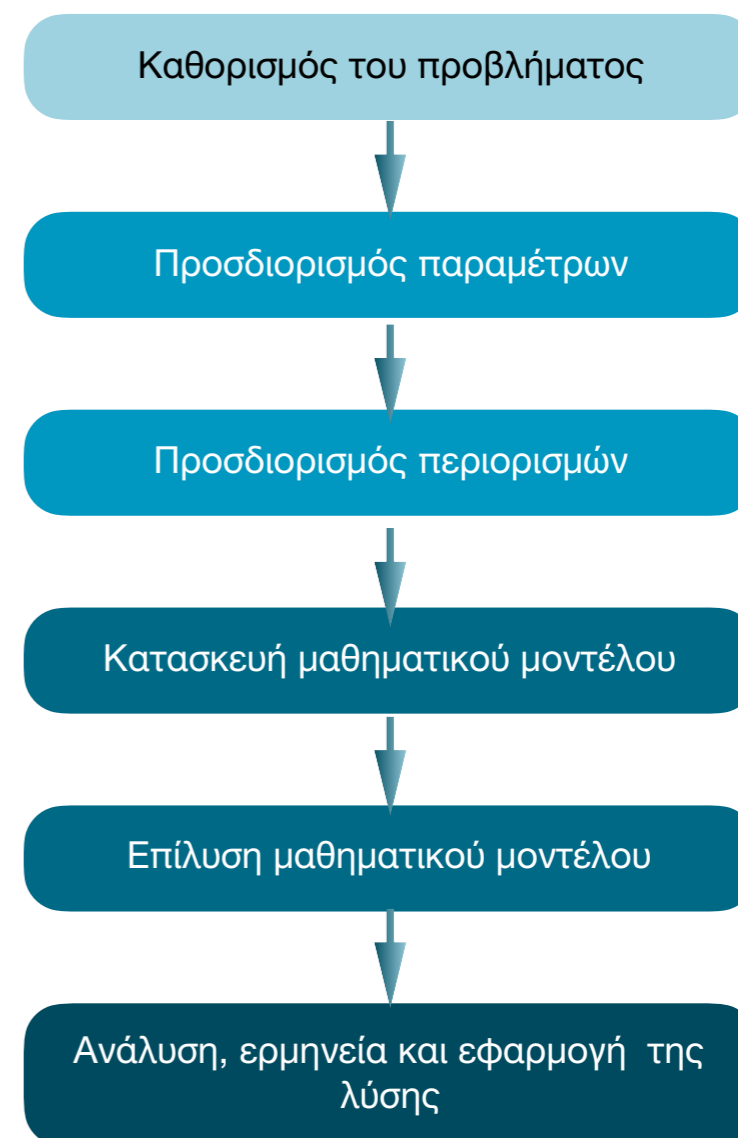 Καθορισμός του προβλήματος
Προσδιορισμός παραμέτρων
Προσδιορισμός περιορισμών
Κατασκευή μαθηματικού μοντέλου
Επίλυση μαθηματικού μοντέλου
Ανάλυση, ερμηνεία και εφαρμογή της
λύσης